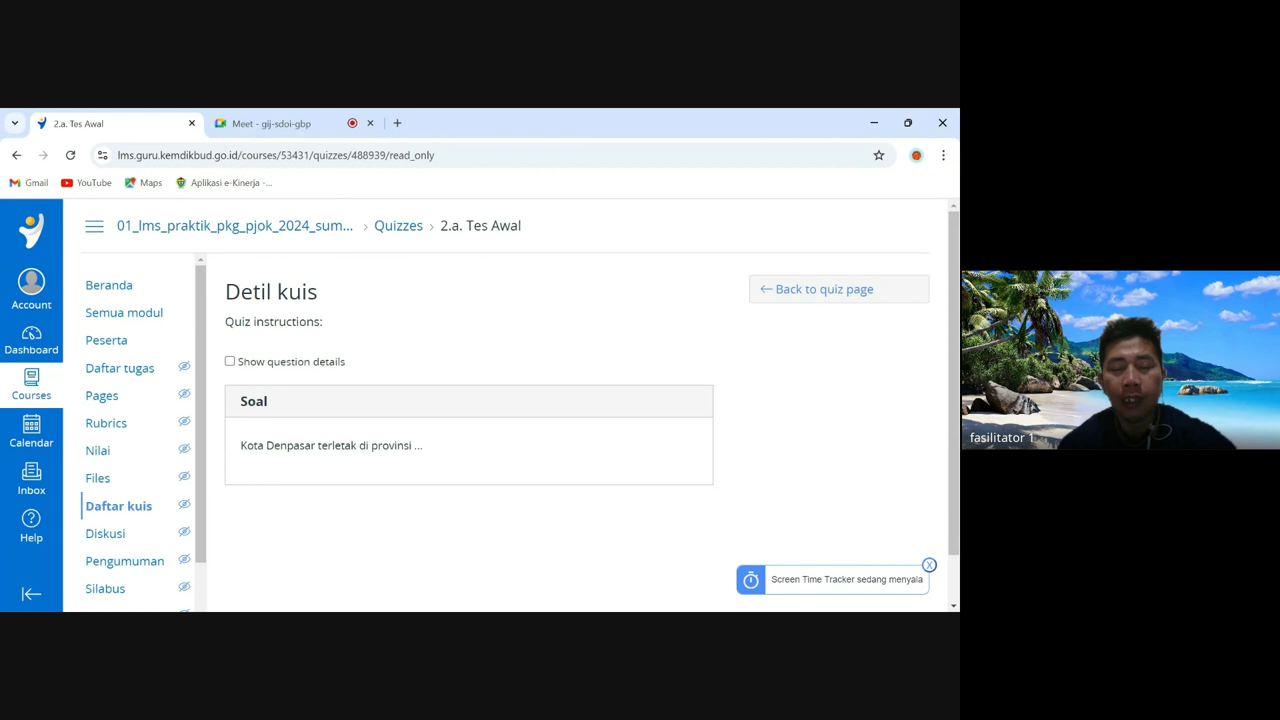 2.a. Tes Awal
Meet - gij-sdoi-gbp
lms.guru.kemdikbud.go.id/courses/53431/quizzes/488939/read_only
Gmail
YouTube
Maps
Aplikasi e-Kinerja -...
01_lms_praktik_pkg_pjok_2024_sum... › Quizzes › 2.a. Tes Awal
Account
Dashboard
Courses
Calendar
Inbox
Help
Beranda
Semua modul
Peserta
Daftar tugas
Pages
Rubrics
Nilai
Files
Daftar kuis
Diskusi
Pengumuman
Silabus
Detil kuis
Back to quiz page
Quiz instructions:
Show question details
Soal
Kota Denpasar terletak di provinsi ...
Screen Time Tracker sedang menyala
X
fasilitator 1